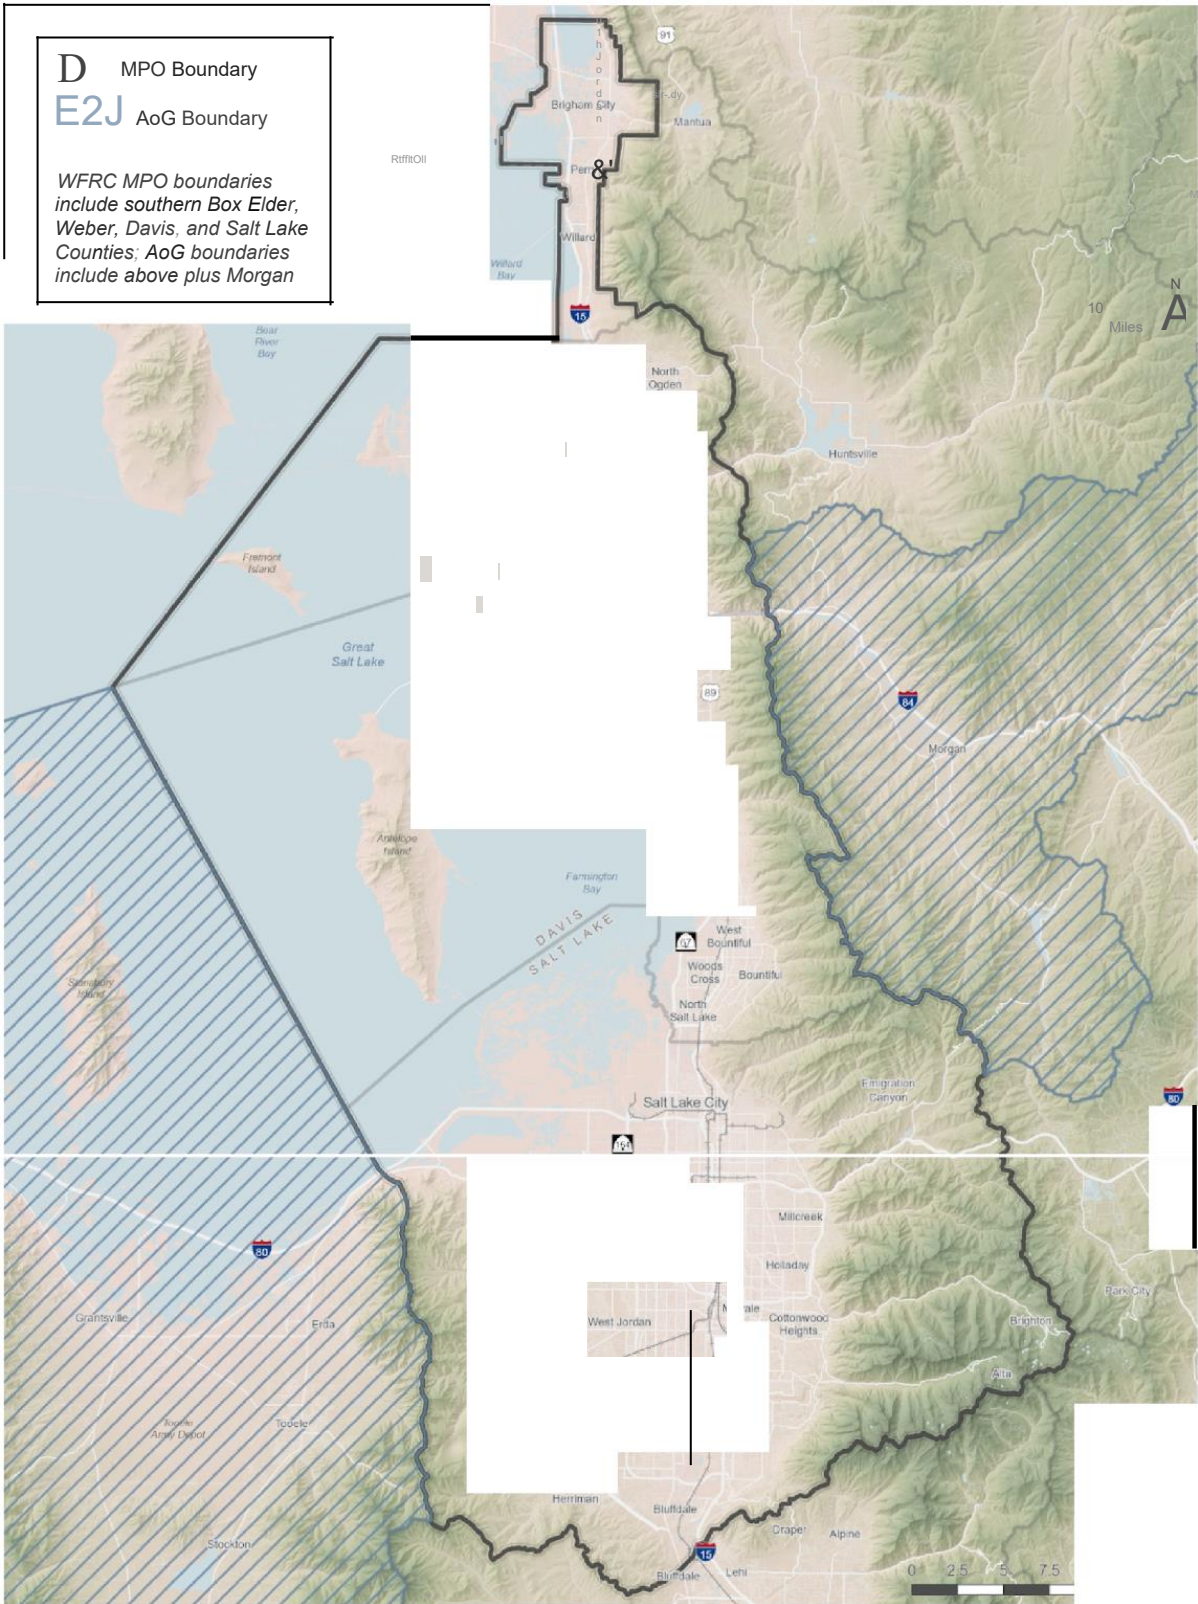 D MPO Boundary
E2J AoG Boundary
WFRC MPO boundaries
include southern Box Elder,
Weber, Davis, and Salt Lake
Counties; AoG boundaries
include above plus Morgan
91
Brigham City
Mantua
RtffltOll
&'
Willard
Willard
Bay
15
N
A
10
Miles
Bear
River
Bay
North
Ogden
Huntsville
Fremont
Island
Great
Salt Lake
89
84
Morgan
Antelope
Island
Farmington
Bay
DAVIS
SALT LAKE
67
West
Bountiful
Woods
Cross
Bountiful
Stansbury
Island
North
Salt Lake
Emigration
Canyon
80
Salt Lake City
154
Millcreek
80
Holladay
Park City
Grantsville
Erda
West Jordan
Cottonwood
Heights
Brighton
Alta
Tooele
Army Depot
Tooele
Herriman
Bluffdale
Draper
Alpine
Stockton
15
Bluffdale
Lehi
0 2.5 5 7.5